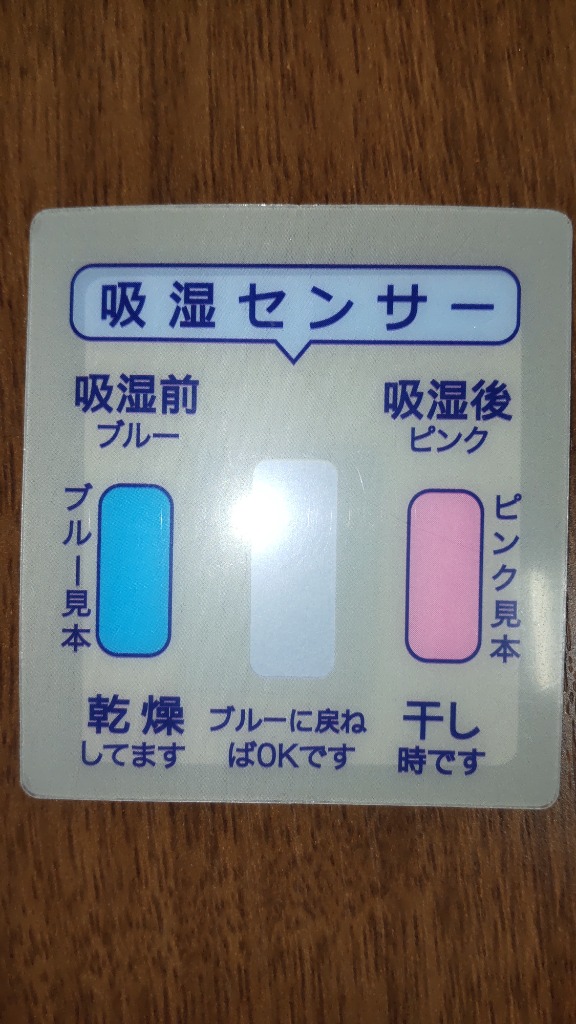 吸湿センサー
吸湿前
ブルー
吸湿後
ピンク
ブルー見本
ピンク見本
乾燥
してます
ブルーに戻ね
ばOKです
干し
時です